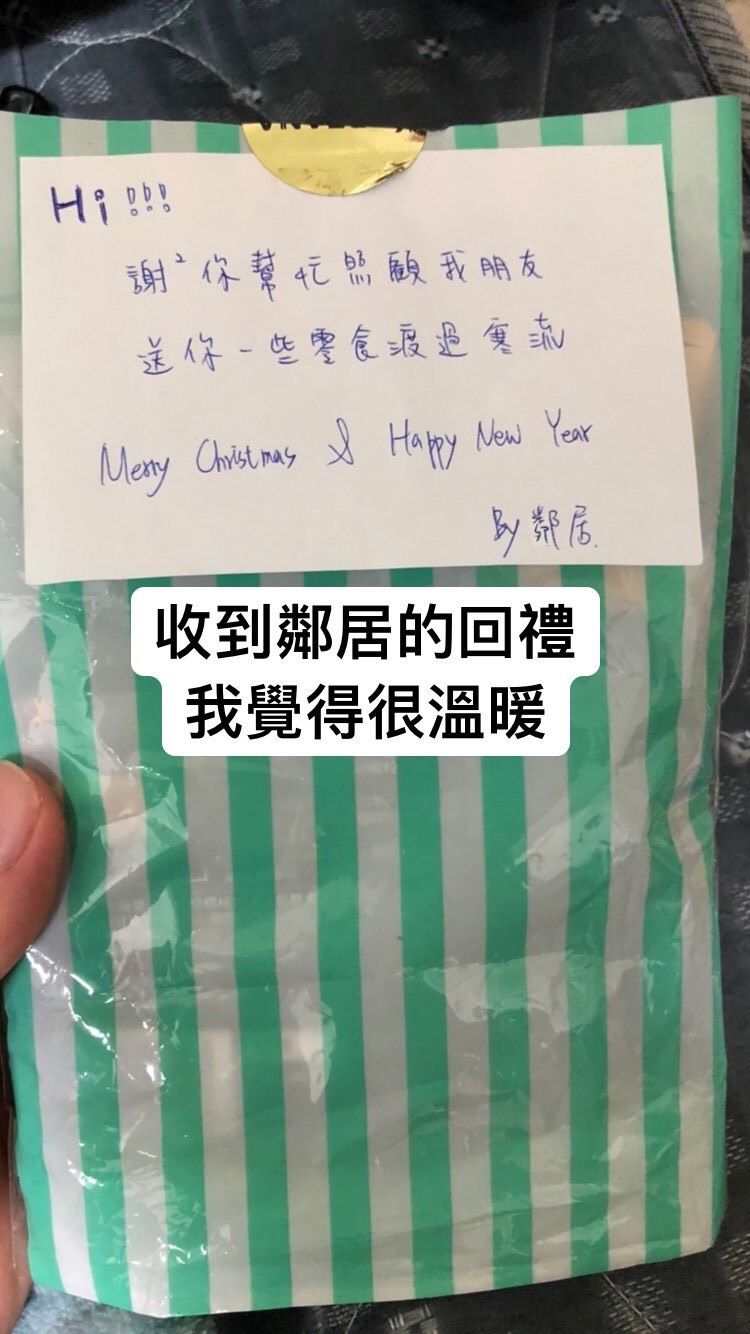 Hi !!!
謝² 你幫忙照顧我朋友
送你一些零食渡過寒流
Merry Christmas & Happy New Year
By 鄰居.
收到鄰居的回禮
我覺得很溫暖